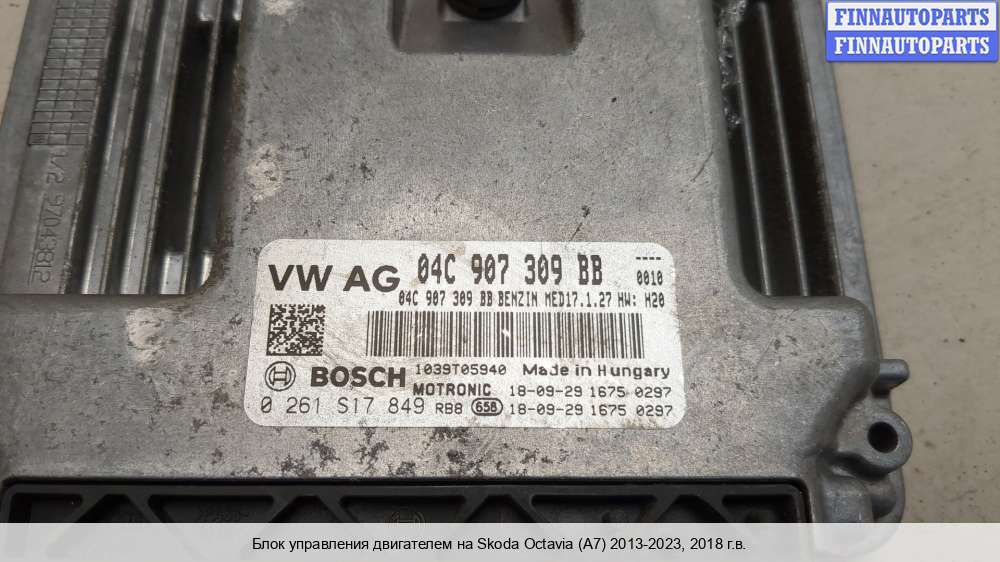 FINNAUTOPARTS
FINNAUTOPARTS
VW AG 04C 907 309 BB ----
0010
04C 907 309 BB BENZIN MED17.1.27 HW: H20
1039T05940 Made in Hungary
BOSCH MOTRONIC 18-09-29 1675 0297
0 261 S17 849 RB8 658 18-09-29 1675 0297
Блок управления двигателем на Skoda Octavia (A7) 2013-2023, 2018 г.в.